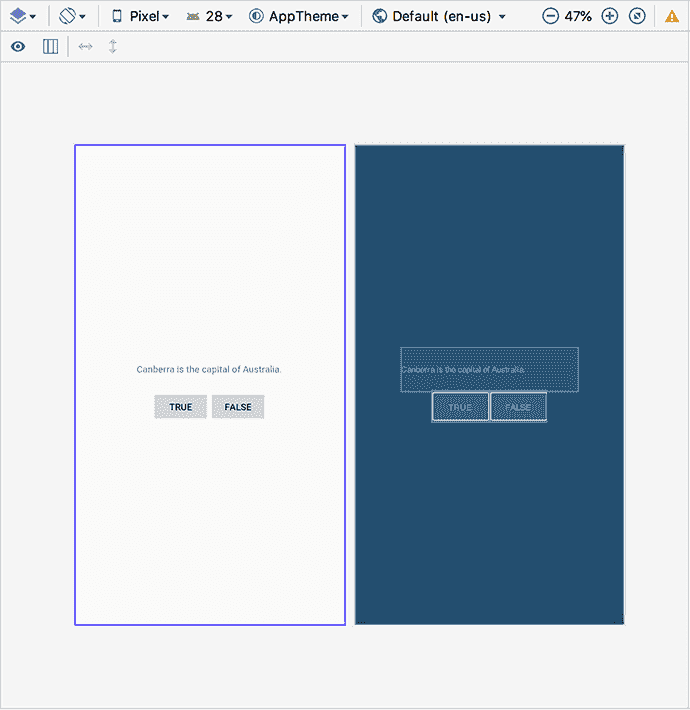 Pixel 28 AppTheme Default (en-us) 47%
Canberra is the capital of Australia.
TRUE FALSE
Canberra is the capital of Australia.
TRUE FALSE